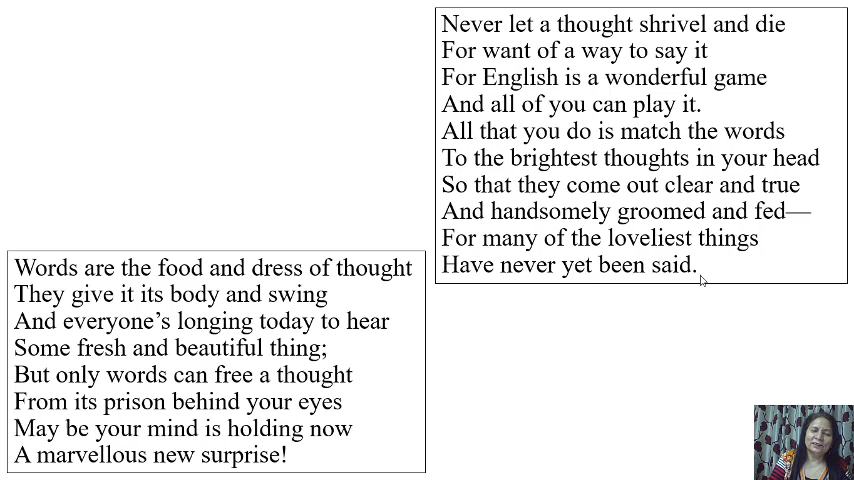 Never let a thought shrivel and die
For want of a way to say it
For English is a wonderful game
And all of you can play it.
All that you do is match the words
To the brightest thoughts in your head
So that they come out clear and true
And handsomely groomed and fed—
For many of the loveliest things
Have never yet been said.
Words are the food and dress of thought
They give it its body and swing
And everyone’s longing today to hear
Some fresh and beautiful thing;
But only words can free a thought
From its prison behind your eyes
May be your mind is holding now
A marvellous new surprise!